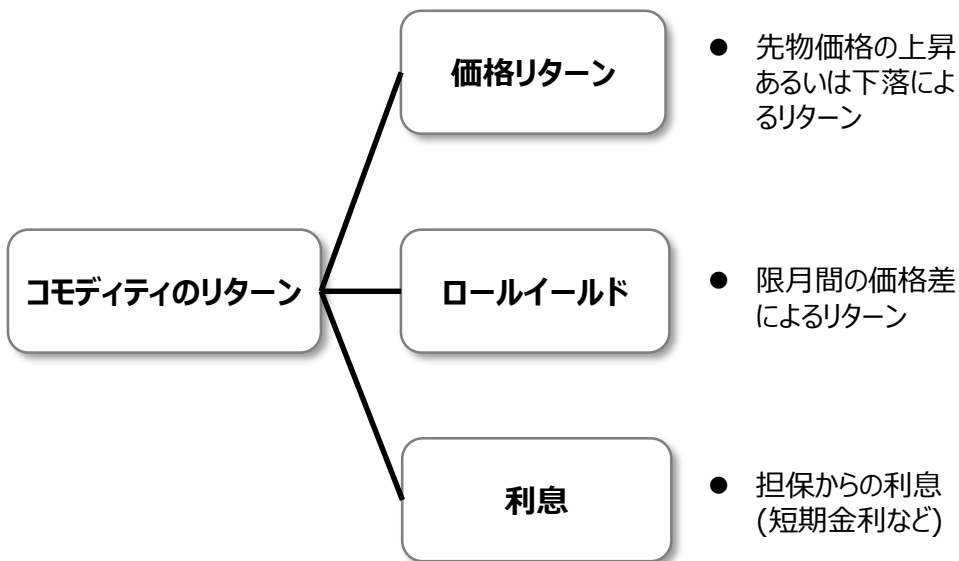 価格リターン
● 先物価格の上昇
あるいは下落によ
るリターン
コモディティのリターン
ロールイールド
● 限月間の価格差
によるリターン
利息
● 担保からの利息
(短期金利など)